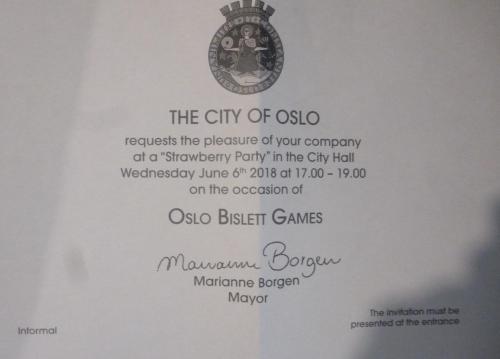 THE CITY OF OSLO
requests the pleasure of your company
at a "Strawberry Party" in the City Hall
Wednesday June 6th 2018 at 17.00 – 19.00
on the occasion of
OSLO BISLETT GAMES
Marianne Borgen
Marianne Borgen
Mayor
The invitation must be
presented at the entrance
Informal